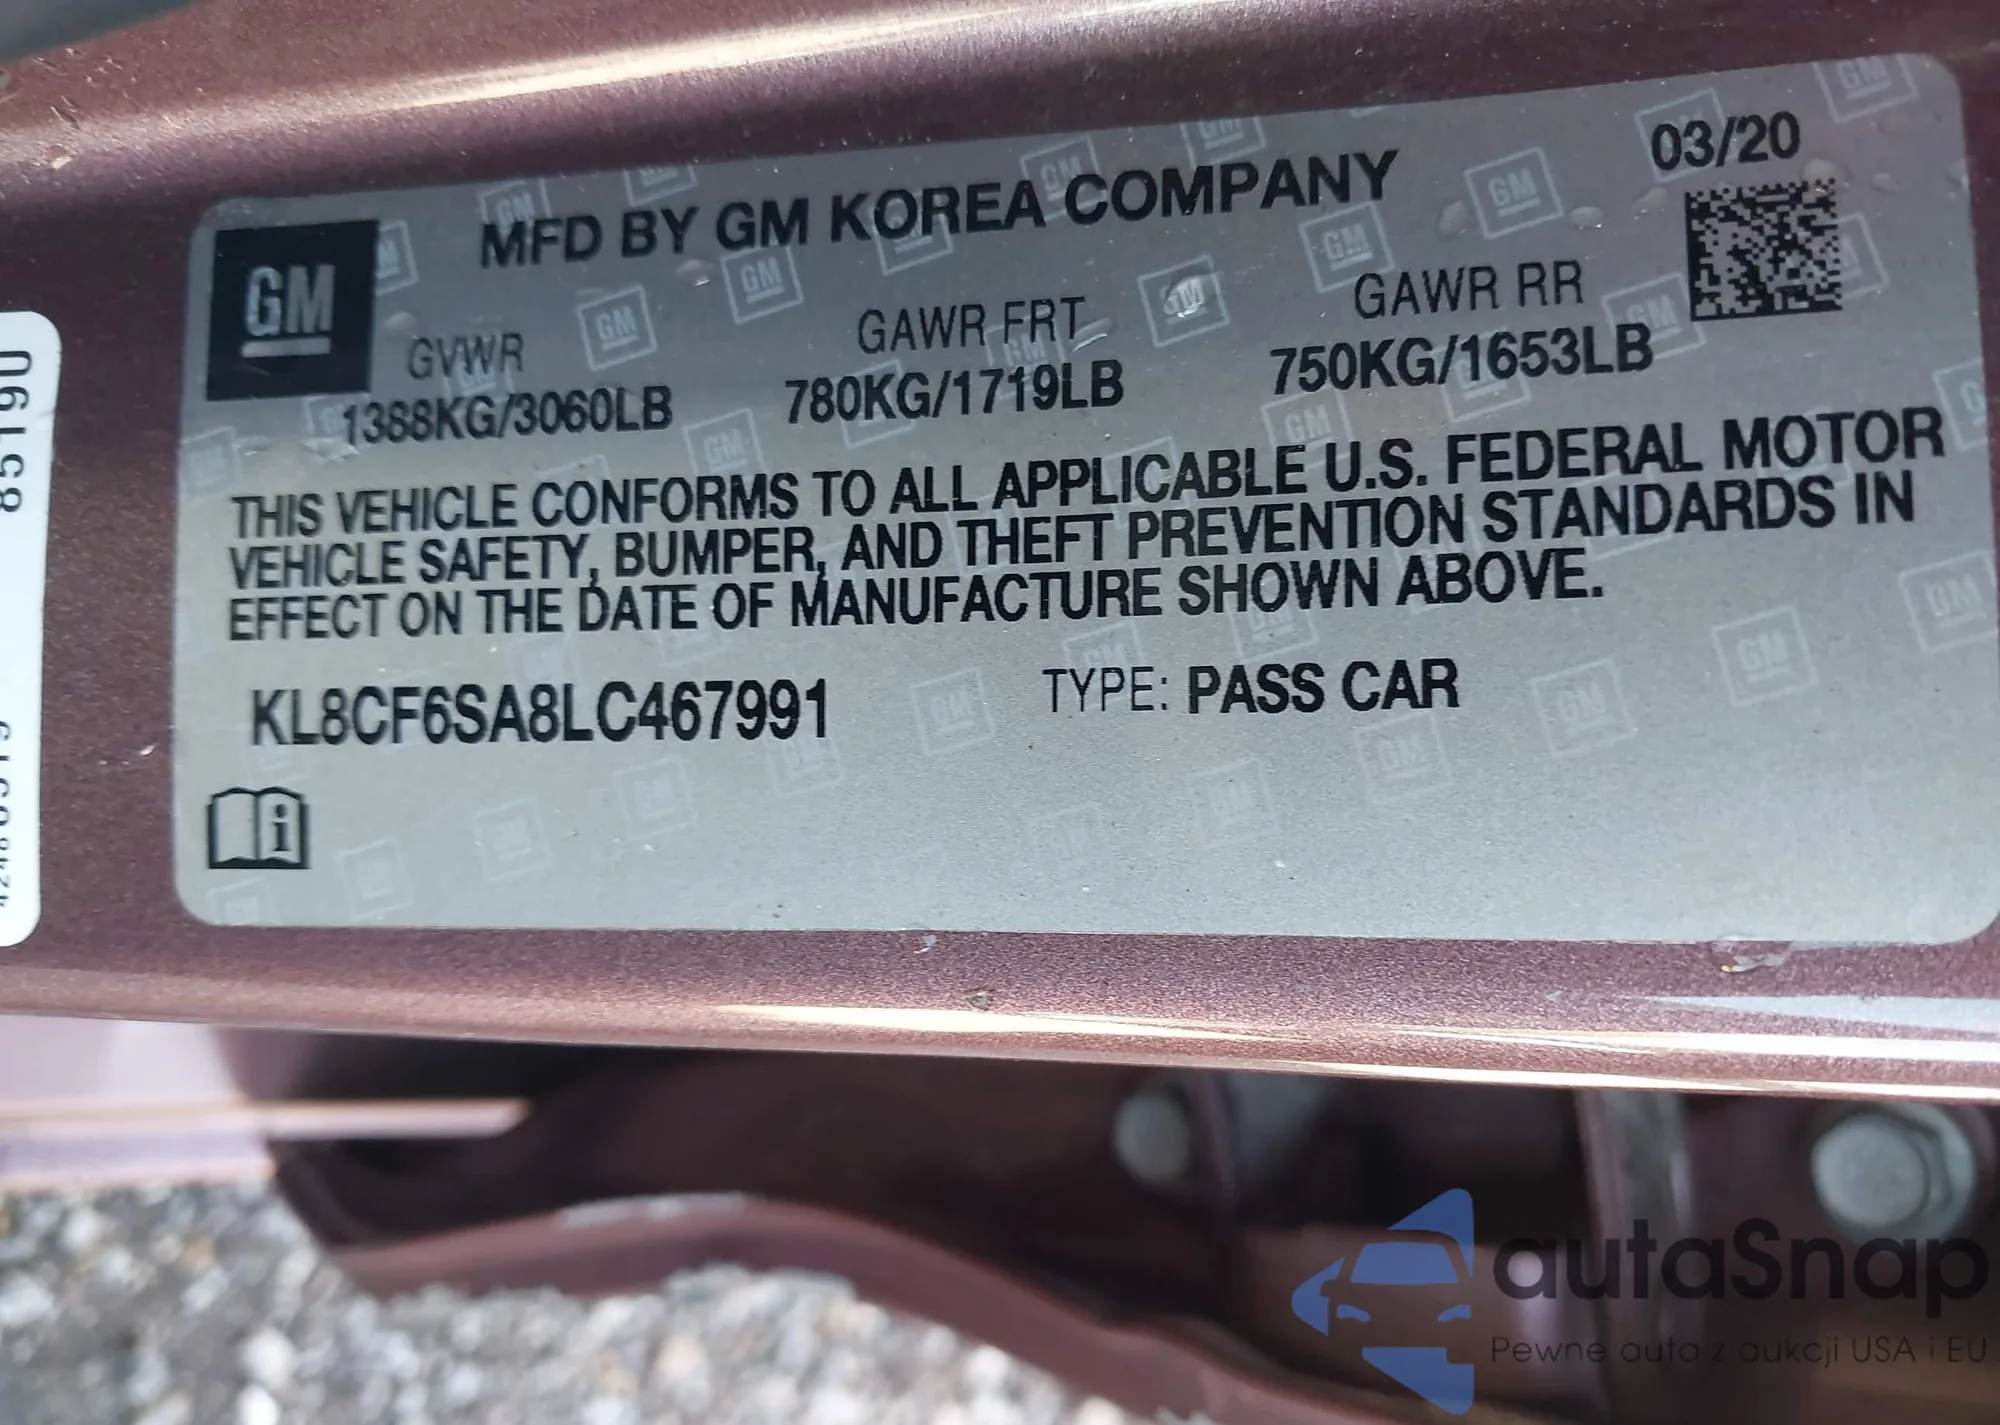 03/20
MFD BY GM KOREA COMPANY
GM
GVWR GAWR FRT GAWR RR
1388KG/3060LB 780KG/1719LB 750KG/1653LB
THIS VEHICLE CONFORMS TO ALL APPLICABLE U.S. FEDERAL MOTOR
VEHICLE SAFETY, BUMPER, AND THEFT PREVENTION STANDARDS IN
EFFECT ON THE DATE OF MANUFACTURE SHOWN ABOVE.
KL8CF6SA8LC467991 TYPE: PASS CAR
autaSnap
Pewne auta z aukcji USA i EU